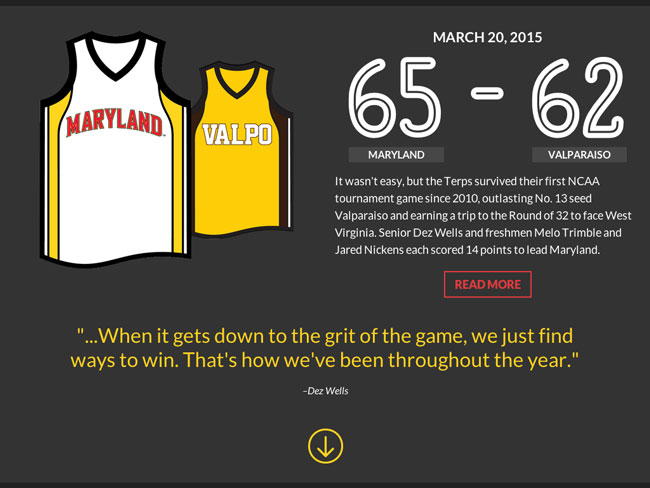 MARYLAND
VALPO
MARCH 20, 2015
65 - 62
MARYLAND
VALPARAISO
It wasn't easy, but the Terps survived their first NCAA
tournament game since 2010, outlasting No. 13 seed
Valparaiso and earning a trip to the Round of 32 to face West
Virginia. Senior Dez Wells and freshmen Melo Trimble and
Jared Nickens each scored 14 points to lead Maryland.
READ MORE
"...When it gets down to the grit of the game, we just find
ways to win. That's how we've been throughout the year."
–Dez Wells